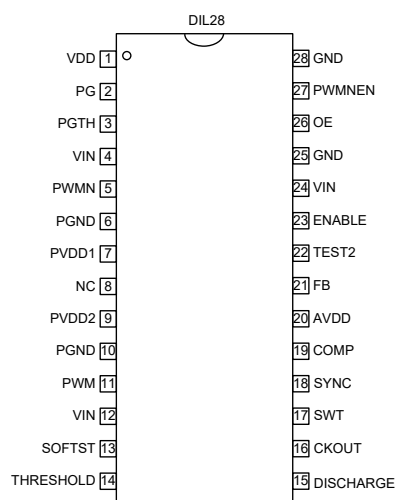 DIL28
VDD 1 28 GND
PG 2 27 PWMNEN
PGTH 3 26 OE
VIN 4 25 GND
PWMN 5 24 VIN
PGND 6 23 ENABLE
PVDD1 7 22 TEST2
NC 8 21 FB
PVDD2 9 20 AVDD
PGND 10 19 COMP
PWM 11 18 SYNC
VIN 12 17 SWT
SOFTST 13 16 CKOUT
THRESHOLD 14 15 DISCHARGE